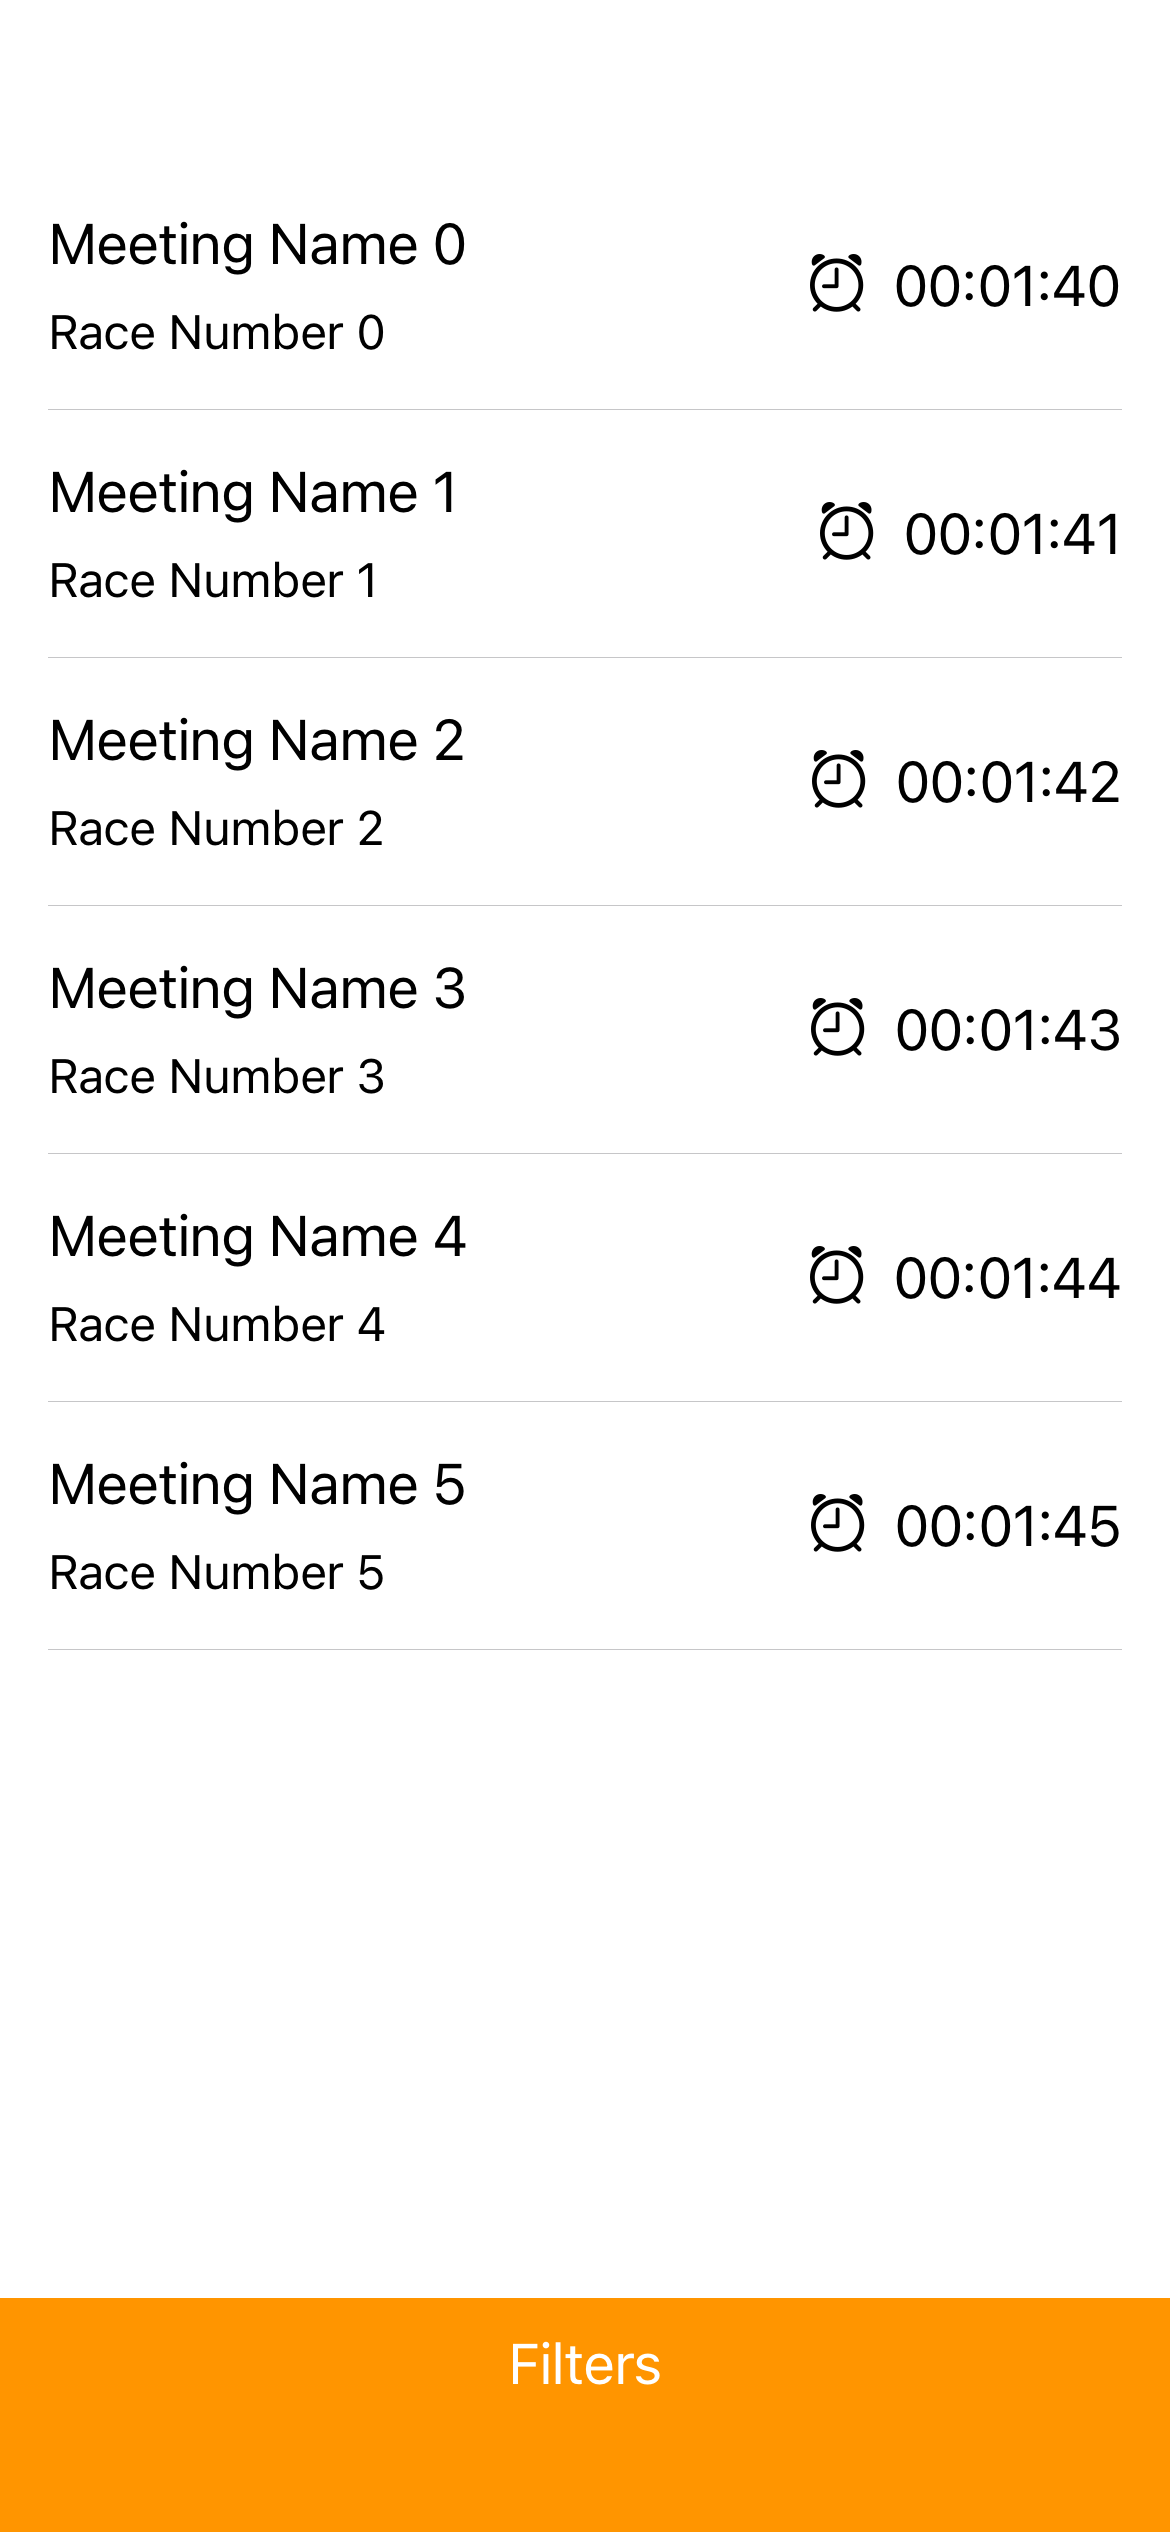 Meeting Name 0
00:01:40
Race Number 0
Meeting Name 1
00:01:41
Race Number 1
Meeting Name 2
00:01:42
Race Number 2
Meeting Name 3
00:01:43
Race Number 3
Meeting Name 4
00:01:44
Race Number 4
Meeting Name 5
00:01:45
Race Number 5
Filters